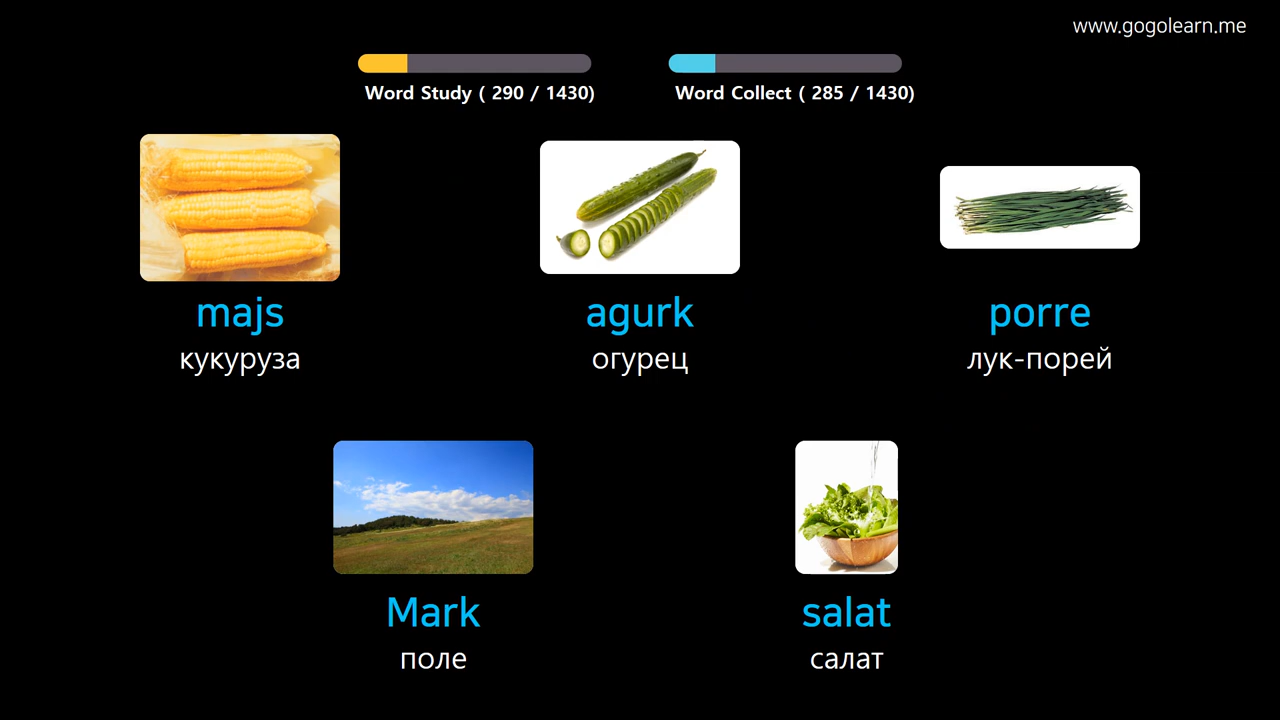 www.gogolearn.me
Word Study ( 290 / 1430)
Word Collect ( 285 / 1430)
majs
кукуруза
agurk
огурец
porre
лук-порей
Mark
поле
salat
салат